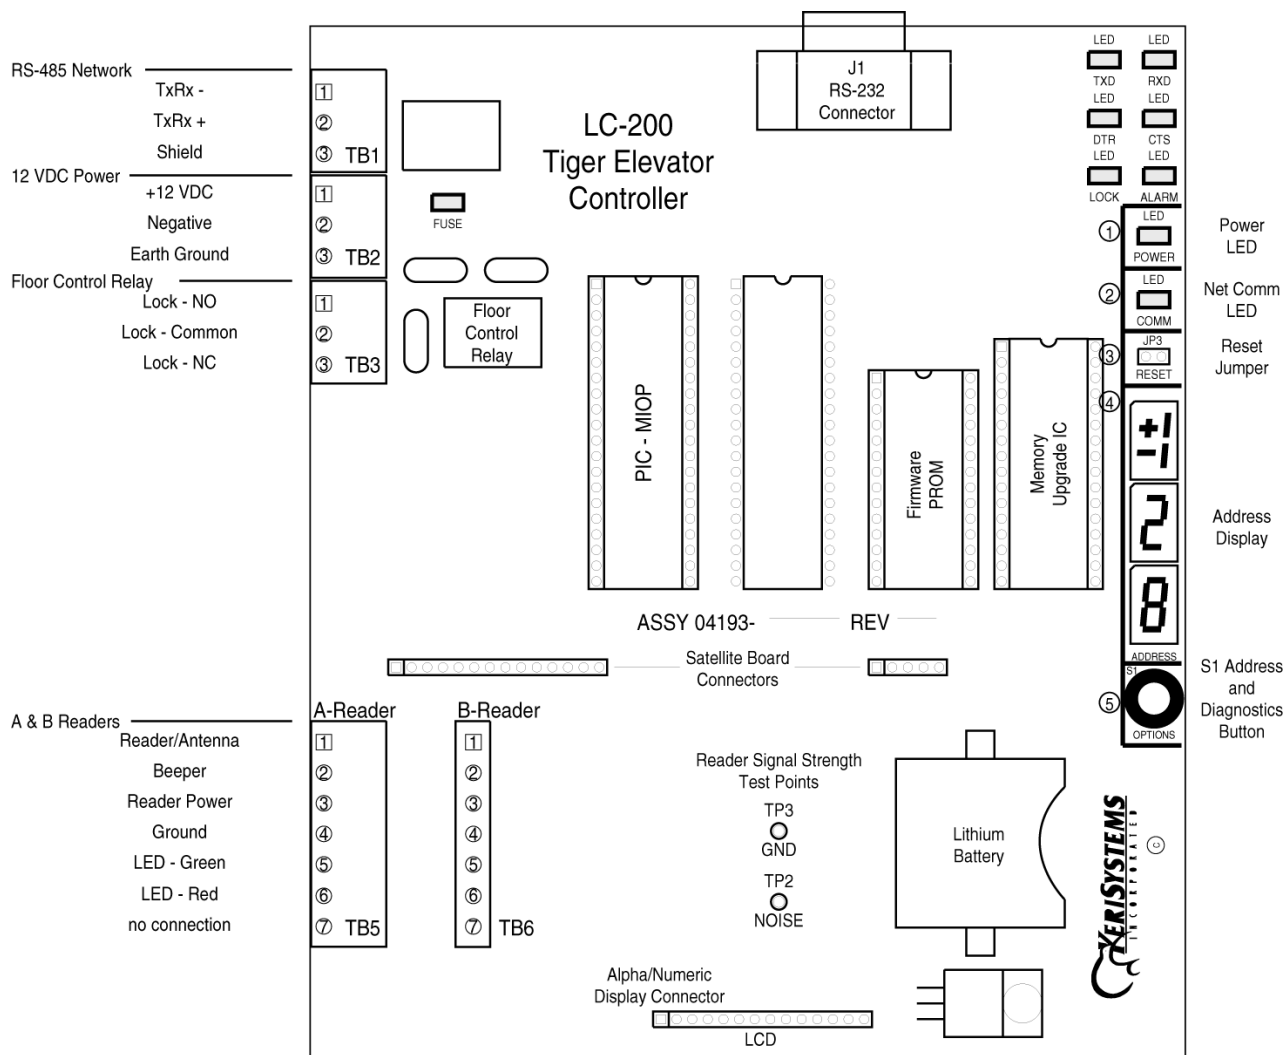 RS-485 Network
TxRx -
TxRx +
Shield
1
2
3 TB1
12 VDC Power
+12 VDC
Negative
Earth Ground
1
2
3 TB2
Floor Control Relay
Lock - NO
Lock - Common
Lock - NC
1
2
3 TB3
FUSE
LC-200
Tiger Elevator
Controller
J1
RS-232
Connector
LED LED
TXD RXD
LED LED
DTR CTS
LED LED
LOCK ALARM
1
LED
POWER
Power
LED
2
LED
COMM
Net Comm
LED
3
JP3
RESET
Reset
Jumper
4
±1
-1
2
8
ADDRESS
Address
Display
5
S1
OPTIONS
S1 Address
and
Diagnostics
Button
Floor
Control
Relay
PIC - MIOP
Firmware
PROM
Memory
Upgrade IC
ASSY 04193-
REV
Satellite Board
Connectors
A & B Readers
Reader/Antenna
Beeper
Reader Power
Ground
LED - Green
LED - Red
no connection
A-Reader
1
2
3
4
5
6
7 TB5
B-Reader
1
2
3
4
5
6
7 TB6
Reader Signal Strength
Test Points
TP3
GND
TP2
NOISE
Lithium
Battery
VERISYSTEMS
INCORPORATED
©
Alpha/Numeric
Display Connector
LCD